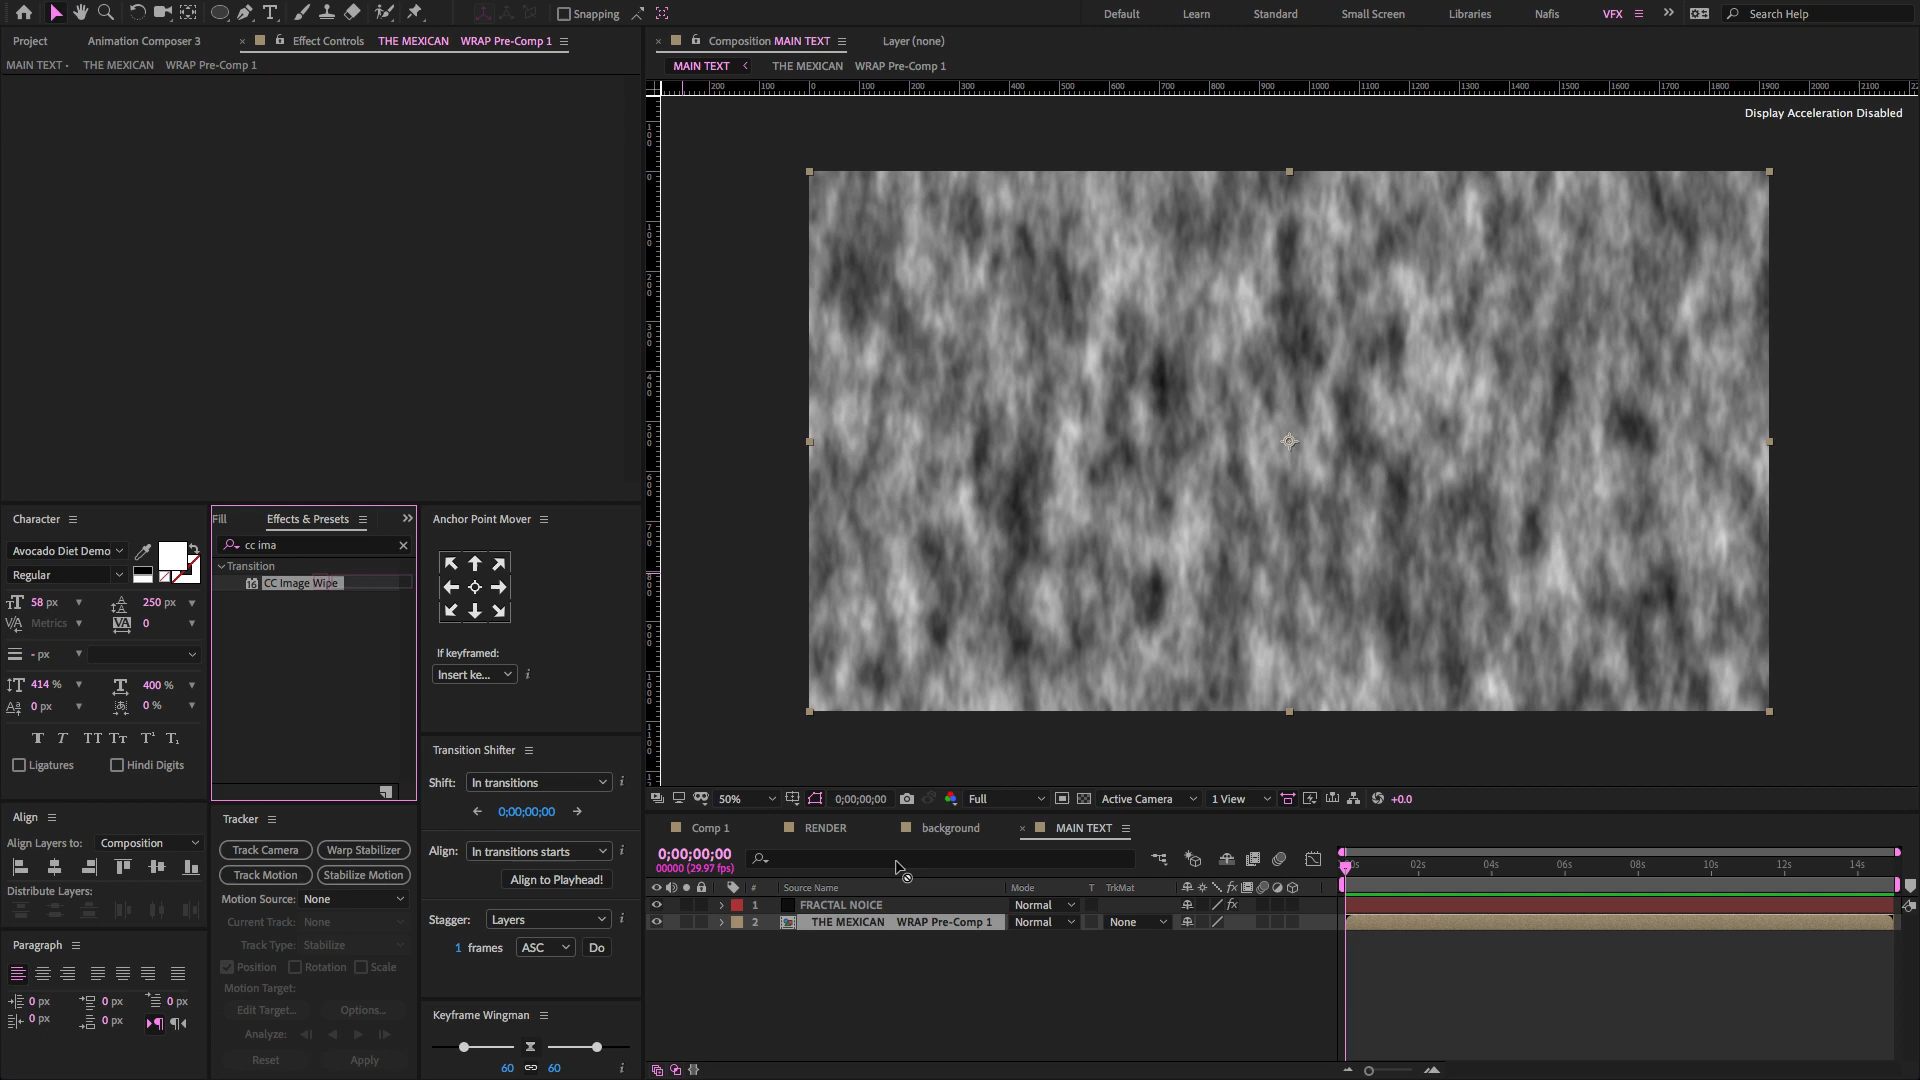 Snapping
Default
Learn
Standard
Small Screen
Libraries
Nafis
VFX
Search Help
Project
Animation Composer 3
Effect Controls THE MEXICAN WRAP Pre-Comp 1
Composition MAIN TEXT
Layer (none)
MAIN TEXT • THE MEXICAN WRAP Pre-Comp 1
MAIN TEXT
THE MEXICAN WRAP Pre-Comp 1
Display Acceleration Disabled
Character
Fill
Effects & Presets
Anchor Point Mover
cc ima
Avocado Diet Demo
Transition
Regular
CC Image Wipe
58 px
250 px
Metrics
0
- px
If keyframed:
Insert ke...
414 %
400 %
0 px
0 %
Ligatures
Hindi Digits
Transition Shifter
Shift:
In transitions
0;00;00;00
Align
Tracker
Align Layers to:
Composition
Track Camera
Warp Stabilizer
Align:
In transitions starts
Track Motion
Stabilize Motion
Align to Playhead!
Distribute Layers:
Motion Source:
None
Stagger:
Layers
Current Track:
None
Track Type:
Stabilize
1 frames
ASC
Do
Paragraph
Position
Rotation
Scale
Motion Target:
0 px
0 px
0 px
Edit Target...
Options...
Keyframe Wingman
0 px
0 px
Analyze:
Reset
Apply
60
60
50%
0;00;00;00
Full
Active Camera
1 View
+0.0
Comp 1
RENDER
background
MAIN TEXT
0;00;00;00
00000 (29.97 fps)
02s
04s
06s
08s
10s
12s
14s
#
Source Name
Mode
T
TrkMat
1
FRACTAL NOICE
Normal
2
THE MEXICAN WRAP Pre-Comp 1
Normal
None